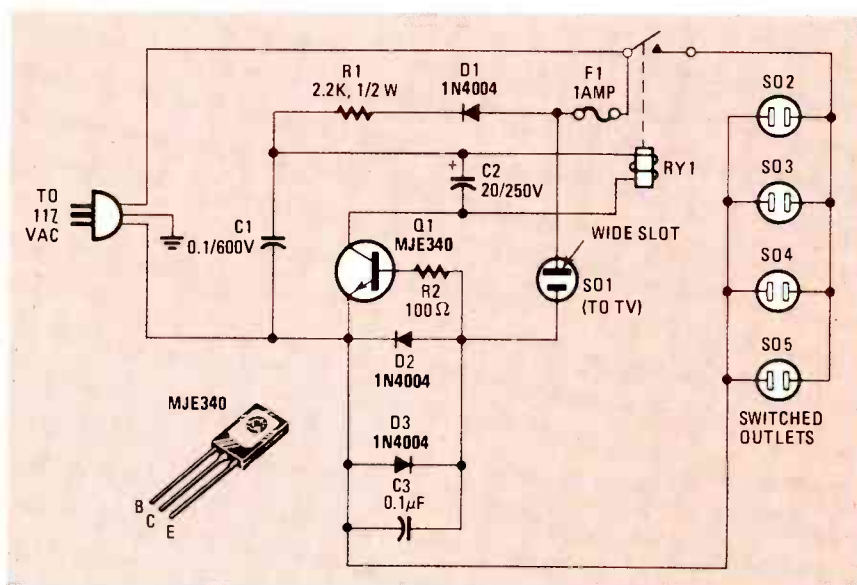 R1
2.2K, 1/2 W
D1
1N4004
F1
1AMP
SO2
SO3
SO4
SO5
SWITCHED
OUTLETS
RY1
+
C2
20/250V
TO
117
VAC
C1
0.1/600V
Q1
MJE340
R2
100Ω
WIDE SLOT
SO1
(TO TV)
D2
1N4004
D3
1N4004
C3
0.1µF
MJE340
B
C
E